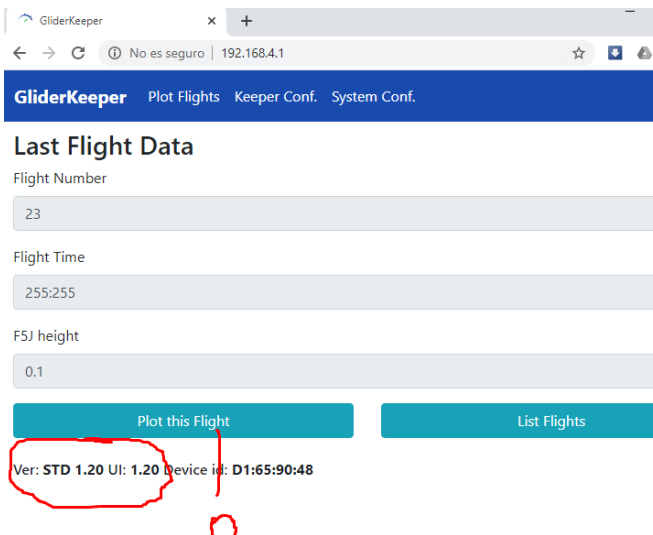 GliderKeeper
No es seguro | 192.168.4.1
GliderKeeper Plot Flights Keeper Conf. System Conf.
Last Flight Data
Flight Number
23
Flight Time
255:255
F5J height
0.1
Plot this Flight List Flights
Ver: STD 1.20 UI: 1.20 Device id: D1:65:90:48